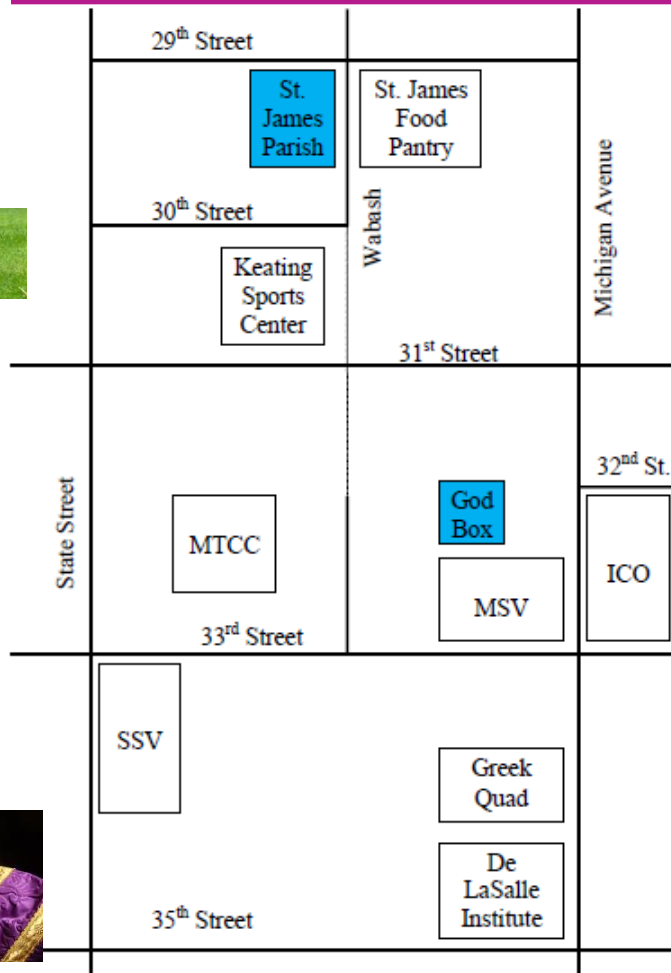 29th Street
St.
James
Parish
St. James
Food
Pantry
30th Street
Wabash
Michigan Avenue
Keating
Sports
Center
31st Street
32nd St.
State Street
God
Box
MTCC
ICO
MSV
33rd Street
SSV
Greek
Quad
De
LaSalle
Institute
35th Street